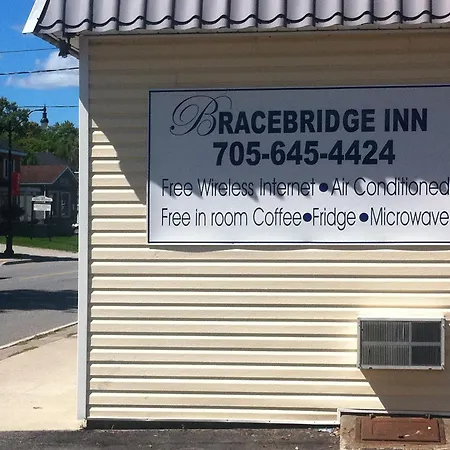 BRACEBRIDGE INN
705-645-4424
Free Wireless Internet • Air Conditioned
Free in room Coffee•Fridge •Microwave